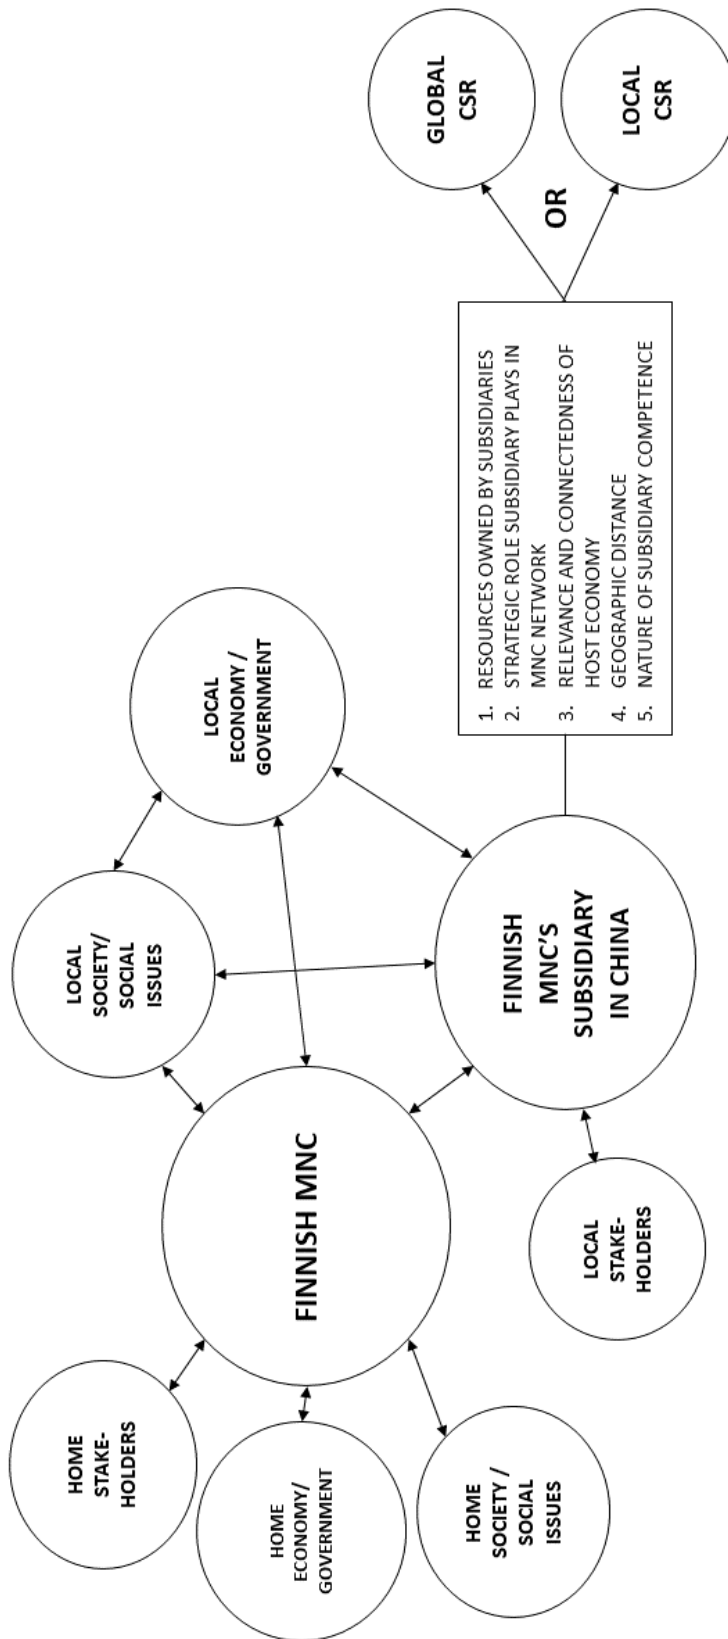 HOME
STAKE-
HOLDERS
HOME
ECONOMY/
GOVERNMENT
HOME
SOCIETY /
SOCIAL
ISSUES
FINNISH MNC
LOCAL
STAKE-
HOLDERS
LOCAL
SOCIETY/
SOCIAL
ISSUES
LOCAL
ECONOMY /
GOVERNMENT
FINNISH
MNC'S
SUBSIDIARY
IN CHINA
1. RESOURCES OWNED BY SUBSIDIARIES
2. STRATEGIC ROLE SUBSIDIARY PLAYS IN
MNC NETWORK
3. RELEVANCE AND CONNECTEDNESS OF
HOST ECONOMY
4. GEOGRAPHIC DISTANCE
5. NATURE OF SUBSIDIARY COMPETENCE
GLOBAL
CSR
OR
LOCAL
CSR